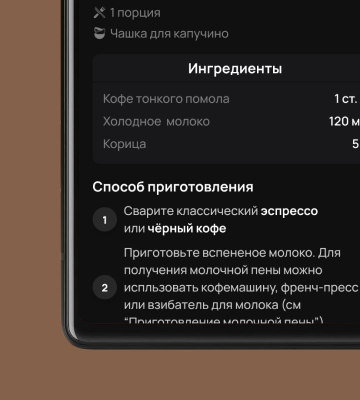 1 порция
Чашка для капучино
Ингредиенты
Кофе тонкого помола 1 ст.
Холодное молоко 120 м
Корица 5
Способ приготовления
1 Сварите классический эспрессо
или чёрный кофе
Приготовьте вспененое молоко. Для
получения молочной пены можно
2 испльзовать кофемашину, френч-пресс
или взибатель для молока (см
“Приготовление молочной пены”)